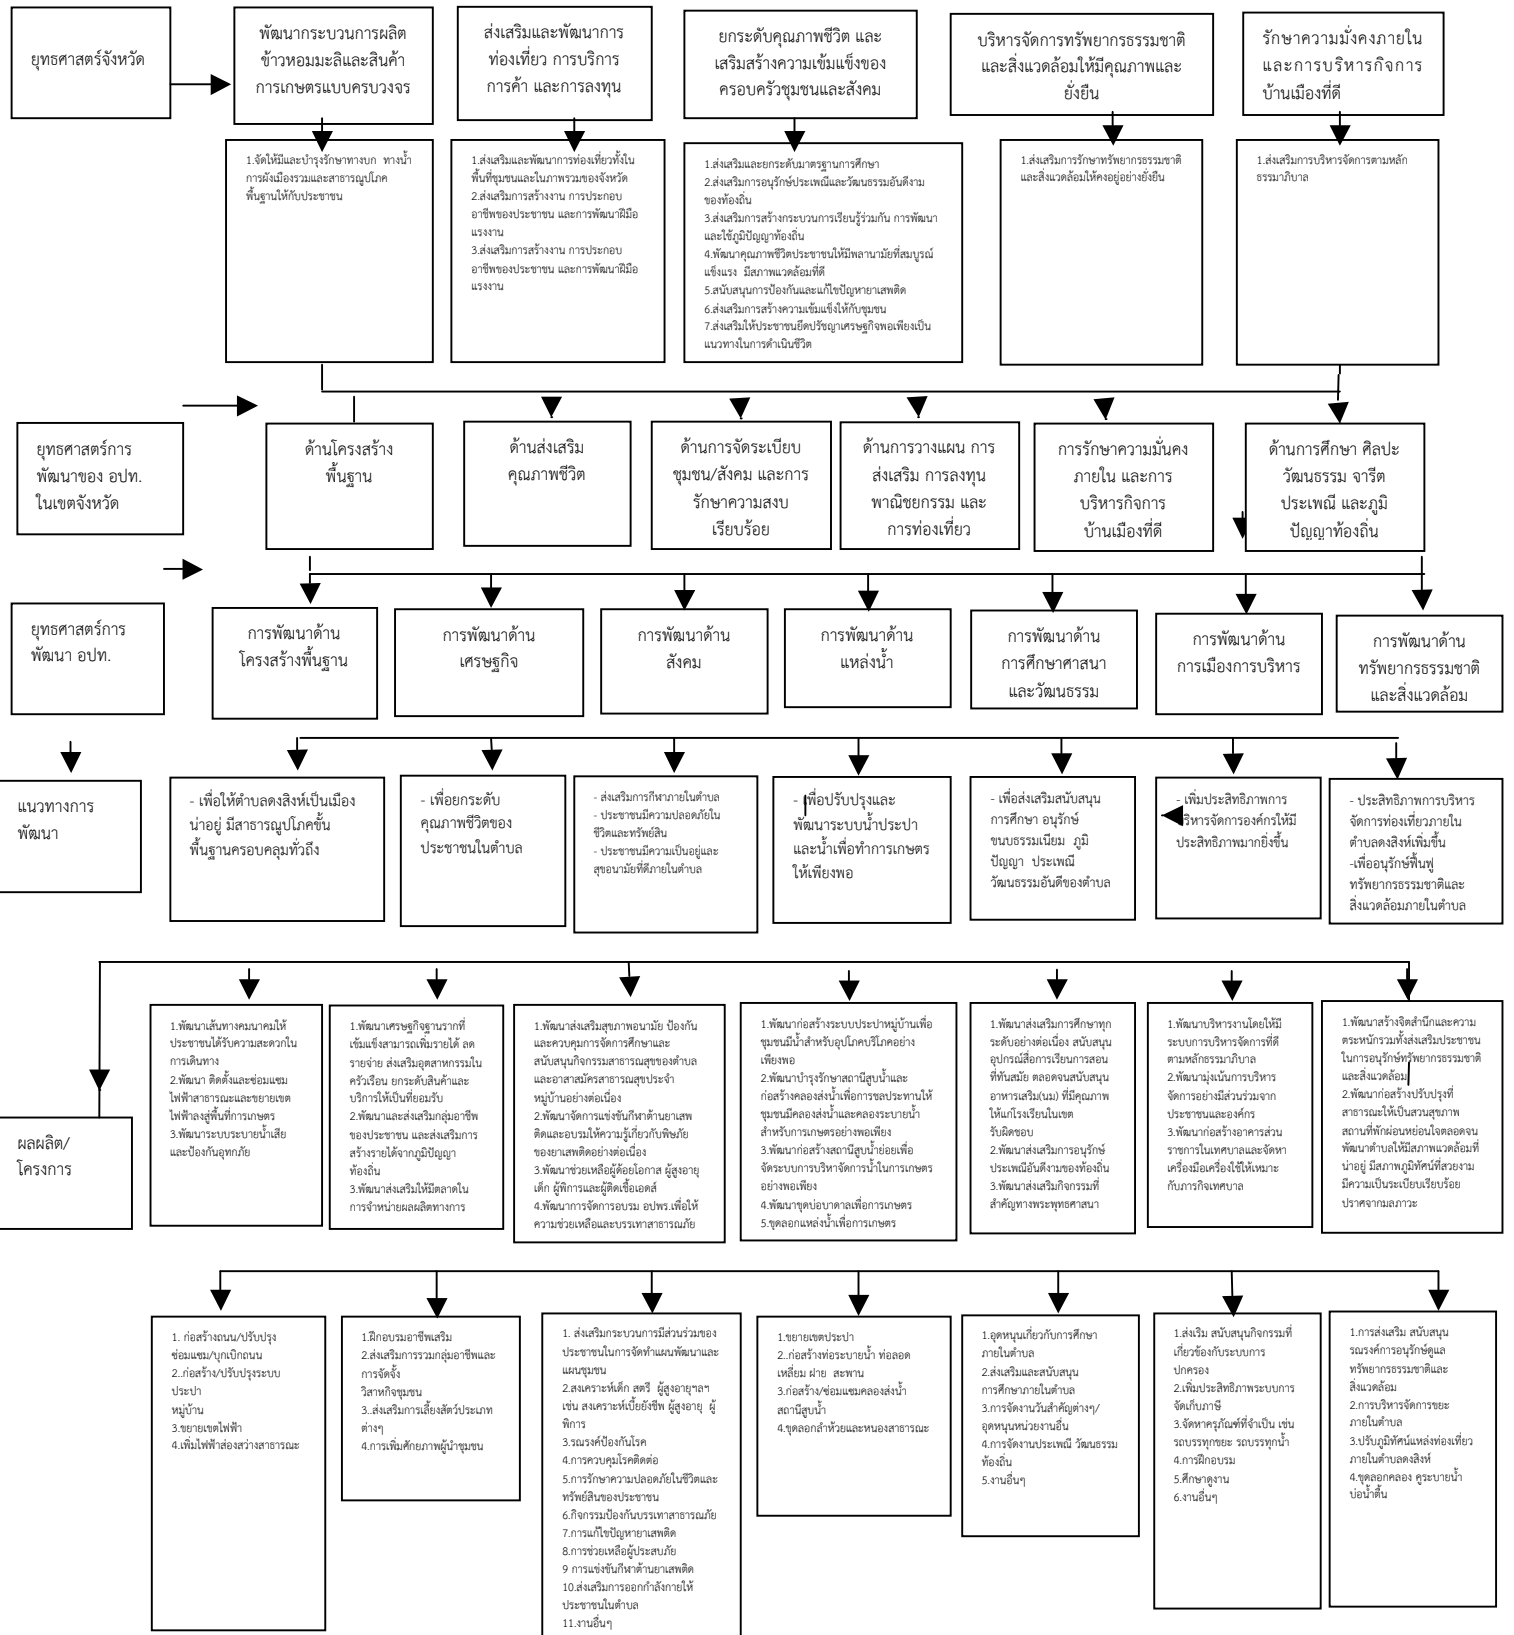 ยุทธศาสตร์จังหวัด
พัฒนากระบวนการผลิต
ข้าวหอมมะลิและสินค้า
การเกษตรแบบครบวงจร
ส่งเสริมและพัฒนาการ
ท่องเที่ยว การบริการ
การค้า และการลงทุน
ยกระดับคุณภาพชีวิต และ
เสริมสร้างความเข้มแข็งของ
ครอบครัวชุมชนและสังคม
บริหารจัดการทรัพยากรธรรมชาติ
และสิ่งแวดล้อมให้มีคุณภาพและ
ยั่งยืน
รักษาความมั่งคงภายใน
และการบริหารกิจการ
บ้านเมืองที่ดี
1.จัดให้มีและบำรุงรักษาทางบก ทางน้ำ
การผังเมืองรวมและสาธารณูปโภค
พื้นฐานให้กับประชาชน
1.ส่งเสริมและพัฒนาการท่องเที่ยวทั้งใน
พื้นที่ชุมชนและในภาพรวมของจังหวัด
2.ส่งเสริมการสร้างงาน การประกอบ
อาชีพของประชาชน และการพัฒนาฝีมือ
แรงงาน
3.ส่งเสริมการสร้างงาน การประกอบ
อาชีพของประชาชน และการพัฒนาฝีมือ
แรงงาน
1.ส่งเสริมและยกระดับมาตรฐานการศึกษา
2.ส่งเสริมการอนุรักษ์ประเพณีและวัฒนธรรมอันดีงาม
ของท้องถิ่น
3.ส่งเสริมการสร้างกระบวนการเรียนรู้ร่วมกัน การพัฒนา
และใช้ภูมิปัญญาท้องถิ่น
4.พัฒนาคุณภาพชีวิตประชาชนให้มีพลานามัยที่สมบูรณ์
แข็งแรง มีสภาพแวดล้อมที่ดี
5.สนับสนุนการป้องกันและแก้ไขปัญหายาเสพติด
6.ส่งเสริมการสร้างความเข้มแข็งให้กับชุมชน
7.ส่งเสริมให้ประชาชนยึดปรัชญาเศรษฐกิจพอเพียงเป็น
แนวทางในการดำเนินชีวิต
1.ส่งเสริมการรักษาทรัพยากรธรรมชาติ
และสิ่งแวดล้อมให้คงอยู่อย่างยั่งยืน
1.ส่งเสริมการบริหารจัดการตามหลัก
ธรรมาภิบาล
ยุทธศาสตร์การ
พัฒนาของ อปท.
ในเขตจังหวัด
ด้านโครงสร้าง
พื้นฐาน
ด้านส่งเสริม
คุณภาพชีวิต
ด้านการจัดระเบียบ
ชุมชน/สังคม และการ
รักษาความสงบ
เรียบร้อย
ด้านการวางแผน การ
ส่งเสริม การลงทุน
พาณิชยกรรม และ
การท่องเที่ยว
การรักษาความมั่นคง
ภายใน และการ
บริหารกิจการ
บ้านเมืองที่ดี
ด้านการศึกษา ศิลปะ
วัฒนธรรม จารีต
ประเพณี และภูมิ
ปัญญาท้องถิ่น
ยุทธศาสตร์การ
พัฒนา อปท.
การพัฒนาด้าน
โครงสร้างพื้นฐาน
การพัฒนาด้าน
เศรษฐกิจ
การพัฒนาด้าน
สังคม
การพัฒนาด้าน
แหล่งน้ำ
การพัฒนาด้าน
การศึกษาศาสนา
และวัฒนธรรม
การพัฒนาด้าน
การเมืองการบริหาร
การพัฒนาด้าน
ทรัพยากรธรรมชาติ
และสิ่งแวดล้อม
แนวทางการ
พัฒนา
- เพื่อให้ตำบลดงสิงห์เป็นเมือง
น่าอยู่ มีสาธารณูปโภคขั้น
พื้นฐานครอบคลุมทั่วถึง
- เพื่อยกระดับ
คุณภาพชีวิตของ
ประชาชนในตำบล
- ส่งเสริมการกีฬาภายในตำบล
- ประชาชนมีความปลอดภัยใน
ชีวิตและทรัพย์สิน
- ประชาชนมีความเป็นอยู่และ
สุขอนามัยที่ดีภายในตำบล
- เพื่อปรับปรุงและ
พัฒนาระบบน้ำประปา
และน้ำเพื่อทำการเกษตร
ให้เพียงพอ
- เพื่อส่งเสริมสนับสนุน
การศึกษา อนุรักษ์
ขนบธรรมเนียม ภูมิ
ปัญญา ประเพณี
วัฒนธรรมอันดีของตำบล
- เพิ่มประสิทธิภาพการ
บริหารจัดการองค์กรให้มี
ประสิทธิภาพมากยิ่งขึ้น
- ประสิทธิภาพการบริหาร
จัดการท่องเที่ยวภายใน
ตำบลดงสิงห์เพิ่มขึ้น
-เพื่ออนุรักษ์ฟื้นฟู
ทรัพยากรธรรมชาติและ
สิ่งแวดล้อมภายในตำบล
ผลผลิต/
โครงการ
1.พัฒนาเส้นทางคมนาคมให้
ประชาชนได้รับความสะดวกใน
การเดินทาง
2.พัฒนา ติดตั้งและซ่อมแซม
ไฟฟ้าสาธารณะและขยายเขต
ไฟฟ้าลงสู่พื้นที่การเกษตร
3.พัฒนาระบบระบายน้ำเสีย
และป้องกันอุทกภัย
1.พัฒนาเศรษฐกิจฐานรากที่
เข้มแข็งสามารถเพิ่มรายได้ ลด
รายจ่าย ส่งเสริมอุตสาหกรรมใน
ครัวเรือน ยกระดับสินค้าและ
บริการให้เป็นที่ยอมรับ
2.พัฒนาและส่งเสริมกลุ่มอาชีพ
ของประชาชน และส่งเสริมการ
สร้างรายได้จากภูมิปัญญา
ท้องถิ่น
3.พัฒนาส่งเสริมให้มีตลาดใน
การจำหน่ายผลผลิตทางการ
1.พัฒนาส่งเสริมสุขภาพอนามัย ป้องกัน
และควบคุมการจัดการศึกษาและ
สนับสนุนกิจกรรมสาธารณสุขของตำบล
และอาสาสมัครสาธารณสุขประจำ
หมู่บ้านอย่างต่อเนื่อง
2.พัฒนาจัดการแข่งขันกีฬาต้านยาเสพ
ติดและอบรมให้ความรู้เกี่ยวกับพิษภัย
ของยาเสพติดอย่างต่อเนื่อง
3.พัฒนาช่วยเหลือผู้ด้อยโอกาส ผู้สูงอายุ
เด็ก ผู้พิการและผู้ติดเชื้อเอดส์
4.พัฒนาการจัดการอบรม อปพร.เพื่อให้
ความช่วยเหลือและบรรเทาสาธารณภัย
1.พัฒนาก่อสร้างระบบประปาหมู่บ้านเพื่อ
ชุมชนมีน้ำสำหรับอุปโภคบริโภคอย่าง
เพียงพอ
2.พัฒนาบำรุงรักษาสถานีสูบน้ำและ
ก่อสร้างคลองส่งน้ำเพื่อการชลประทานให้
ชุมชนมีคลองส่งน้ำและคลองระบายน้ำ
สำหรับการเกษตรอย่างพอเพียง
3.พัฒนาก่อสร้างสถานีสูบน้ำย่อยเพื่อ
จัดระบบการบริหาจัดการน้ำในการเกษตร
อย่างพอเพียง
4.พัฒนาขุดบ่อบาดาลเพื่อการเกษตร
5.ขุดลอกแหล่งน้ำเพื่อการเกษตร
1.พัฒนาส่งเสริมการศึกษาทุก
ระดับอย่างต่อเนื่อง สนับสนุน
อุปกรณ์สื่อการเรียนการสอน
ที่ทันสมัย ตลอดจนสนับสนุน
อาหารเสริม(นม) ที่มีคุณภาพ
ให้แก่โรงเรียนในเขต
รับผิดชอบ
2.พัฒนาส่งเสริมการอนุรักษ์
ประเพณีอันดีงามของท้องถิ่น
3.พัฒนาส่งเสริมกิจกรรมที่
สำคัญทางพระพุทธศาสนา
1.พัฒนาบริหารงานโดยให้มี
ระบบการบริหารจัดการที่ดี
ตามหลักธรรมาภิบาล
2.พัฒนามุ่งเน้นการบริหาร
จัดการอย่างมีส่วนร่วมจาก
ประชาชนและองค์กร
3.พัฒนาก่อสร้างอาคารส่วน
ราชการในเทศบาลและจัดหา
เครื่องมือเครื่องใช้ให้เหมาะ
กับภารกิจเทศบาล
1.พัฒนาสร้างจิตสำนึกและความ
ตระหนักรวมทั้งส่งเสริมประชาชน
ในการอนุรักษ์ทรัพยากรธรรมชาติ
และสิ่งแวดล้อม
2.พัฒนาก่อสร้างปรับปรุงที่
สาธารณะให้เป็นสวนสุขภาพ
สถานที่พักผ่อนหย่อนใจตลอดจน
พัฒนาตำบลให้มีสภาพแวดล้อมที่
น่าอยู่ มีสภาพภูมิทัศน์ที่สวยงาม
มีความเป็นระเบียบเรียบร้อย
ปราศจากมลภาวะ
1. ก่อสร้างถนน/ปรับปรุง
ซ่อมแซม/บุกเบิกถนน
2..ก่อสร้าง/ปรับปรุงระบบ
ประปา
หมู่บ้าน
3.ขยายเขตไฟฟ้า
4.เพิ่มไฟฟ้าส่องสว่างสาธารณะ
1.ฝึกอบรมอาชีพเสริม
2.ส่งเสริมการรวมกลุ่มอาชีพและ
การจัดจั้ง
วิสาหกิจชุมชน
3..ส่งเสริมการเลี้ยงสัตว์ประเภท
ต่างๆ
4.การเพิ่มศักยภาพผู้นำชุมชน
1. ส่งเสริมกระบวนการมีส่วนร่วมของ
ประชาชนในการจัดทำแผนพัฒนาและ
แผนชุมชน
2.สงเคราะห์เด็ก สตรี ผู้สูงอายุฯลฯ
เช่น สงเคราะห์เบี้ยยังชีพ ผู้สูงอายุ ผู้
พิการ
3.รณรงค์ป้องกันโรค
4.การควบคุมโรคติดต่อ
5.การรักษาความปลอดภัยในชีวิตและ
ทรัพย์สินของประชาชน
6.กิจกรรมป้องกันบรรเทาสาธารณภัย
7.การแก้ไขปัญหายาเสพติด
8.การช่วยเหลือผู้ประสบภัย
9 การแข่งขันกีฬาต้านยาเสพติด
10.ส่งเสริมการออกกำลังกายให้
ประชาชนในตำบล
11.งานอื่นๆ
1.ขยายเขตประปา
2..ก่อสร้างท่อระบายน้ำ ท่อลอด
เหลี่ยม ฝาย สะพาน
3.ก่อสร้าง/ซ่อมแซมคลองส่งน้ำ
สถานีสูบน้ำ
4.ขุดลอกลำห้วยและหนองสาธารณะ
1.อุดหนุนเกี่ยวกับการศึกษา
ภายในตำบล
2.ส่งเสริมและสนับสนุน
การศึกษาภายในตำบล
3.การจัดงานวันสำคัญต่างๆ/
อุดหนุนหน่วยงานอื่น
4.การจัดงานประเพณี วัฒนธรรม
ท้องถิ่น
5.งานอื่นๆ
1.ส่งเริม สนับสนุนกิจกรรมที่
เกี่ยวข้องกับระบบการ
ปกครอง
2.เพิ่มประสิทธิภาพระบบการ
จัดเก็บภาษี
3.จัดหาครุภัณฑ์ที่จำเป็น เช่น
รถบรรทุกขยะ รถบรรทุกน้ำ
4.การฝึกอบรม
5.ศึกษาดูงาน
6.งานอื่นๆ
1.การส่งเสริม สนับสนุน
รณรงค์การอนุรักษ์ดูแล
ทรัพยากรธรรมชาติและ
สิ่งแวดล้อม
2.การบริหารจัดการขยะ
ภายในตำบล
3.ปรับภูมิทัศน์แหล่งท่องเที่ยว
ภายในตำบลดงสิงห์
4.ขุดลอกคลอง คูระบายน้ำ
บ่อน้ำตื้น